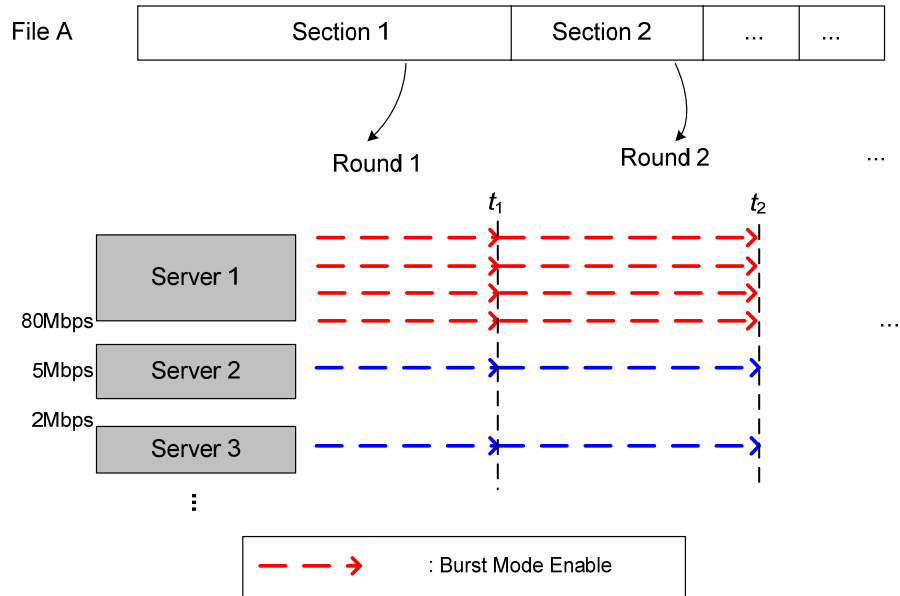 File A
Section 1
Section 2
...
...
Round 1
Round 2
...
t1
t2
Server 1
80Mbps
...
Server 2
5Mbps
2Mbps
Server 3
...
: Burst Mode Enable